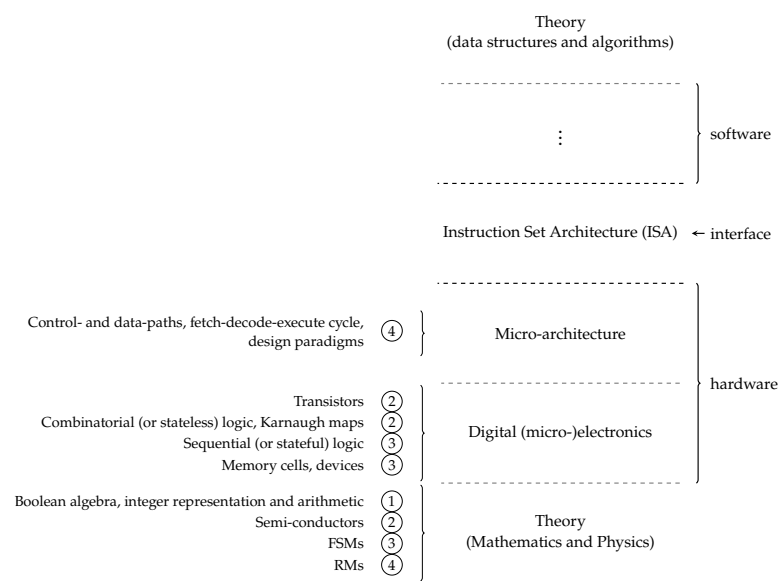 Theory
(data structures and algorithms)
⋮
software
Instruction Set Architecture (ISA)
← interface
Control- and data-paths, fetch-decode-execute cycle,
design paradigms
4
Micro-architecture
hardware
Transistors 2
Combinatorial (or stateless) logic, Karnaugh maps 2
Sequential (or stateful) logic 3
Memory cells, devices 3
Digital (micro-)electronics
Boolean algebra, integer representation and arithmetic 1
Semi-conductors 2
FSMs 3
RMs 4
Theory
(Mathematics and Physics)